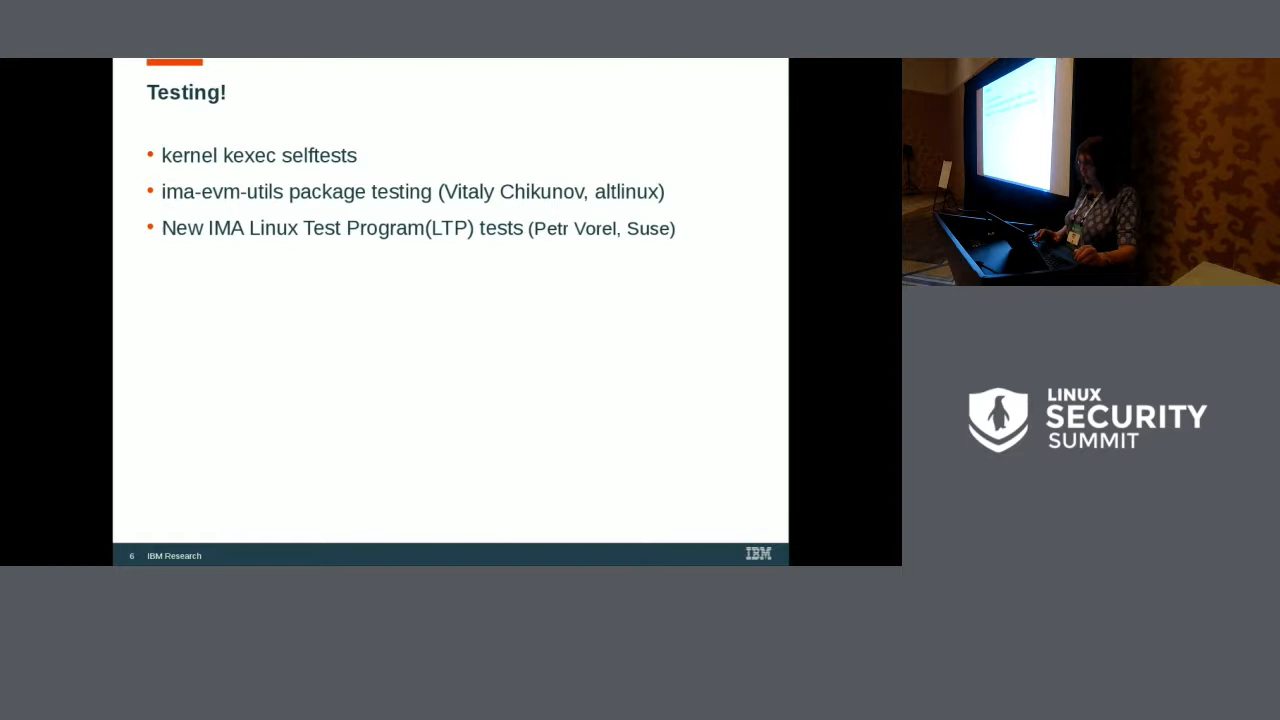 Testing!
• kernel kexec selftests
• ima-evm-utils package testing (Vitaly Chikunov, altlinux)
• New IMA Linux Test Program(LTP) tests (Petr Vorel, Suse)
6 IBM Research
IBM
LINUX
SECURITY
SUMMIT